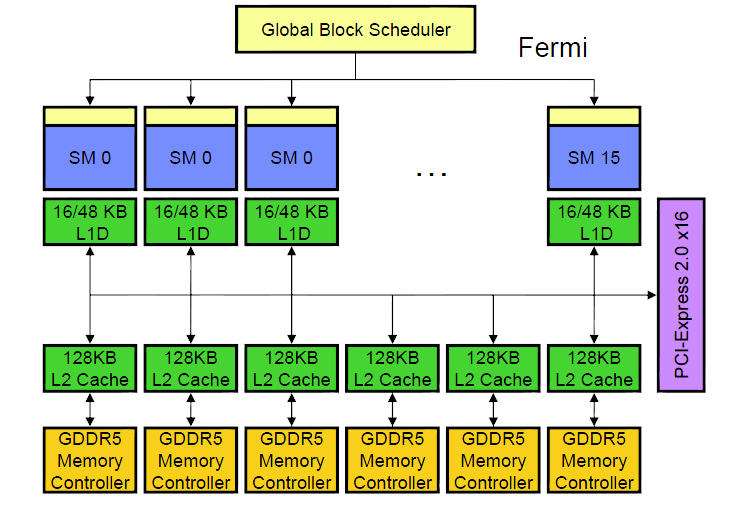 Global Block Scheduler
Fermi
SM 0
SM 0
SM 0
...
SM 15
16/48 KB
L1D
16/48 KB
L1D
16/48 KB
L1D
16/48 KB
L1D
PCI-Express 2.0 x16
128KB
L2 Cache
128KB
L2 Cache
128KB
L2 Cache
128KB
L2 Cache
128KB
L2 Cache
128KB
L2 Cache
GDDR5
Memory
Controller
GDDR5
Memory
Controller
GDDR5
Memory
Controller
GDDR5
Memory
Controller
GDDR5
Memory
Controller
GDDR5
Memory
Controller